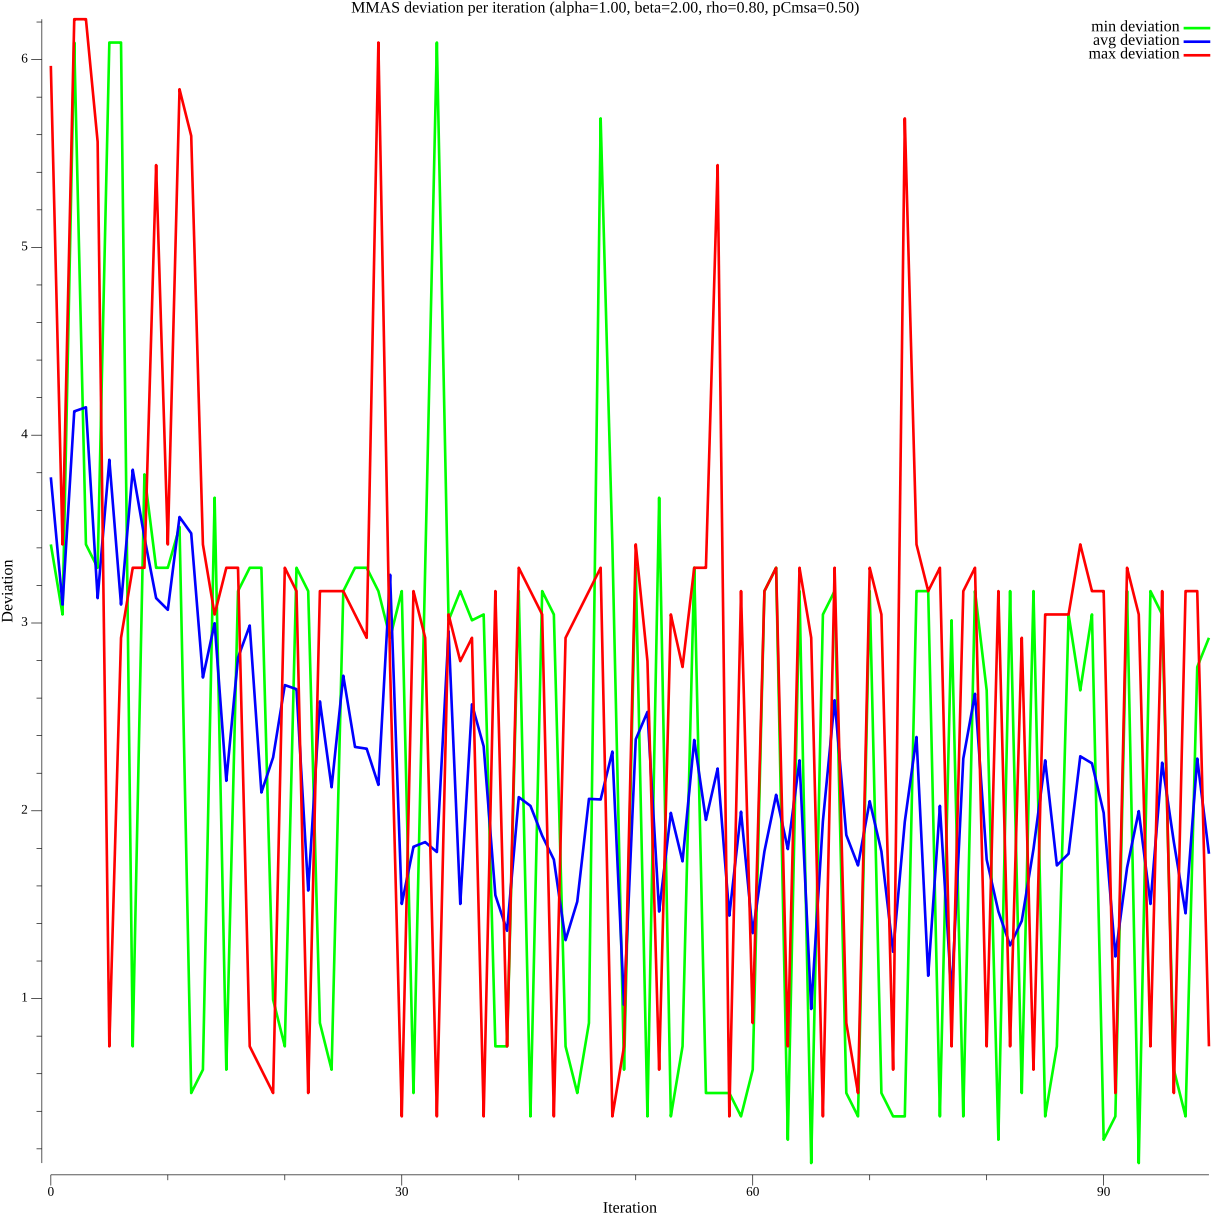 MMAS deviation per iteration (alpha=1.00, beta=2.00, rho=0.80, pCmsa=0.50)
min deviation
avg deviation
max deviation
6
5
4
3
2
1
Deviation
0
30
60
90
Iteration